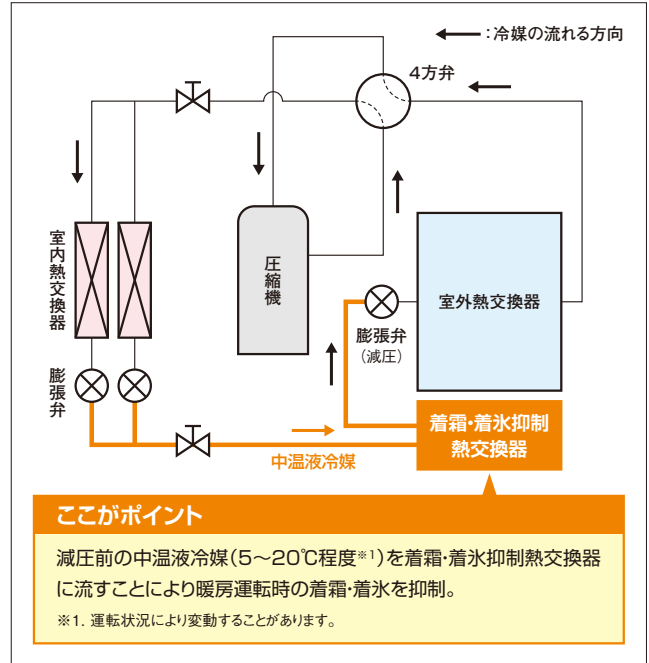 ：冷媒の流れる方向
4方弁
室内熱交換器
圧縮機
室外熱交換器
膨張弁
（減圧）
膨張弁
着霜・着氷抑制
熱交換器
中温液冷媒
ここがポイント
減圧前の中温液冷媒（5～20℃程度※1）を着霜・着氷抑制熱交換器
に流すことにより暖房運転時の着霜・着氷を抑制。
※1. 運転状況により変動することがあります。